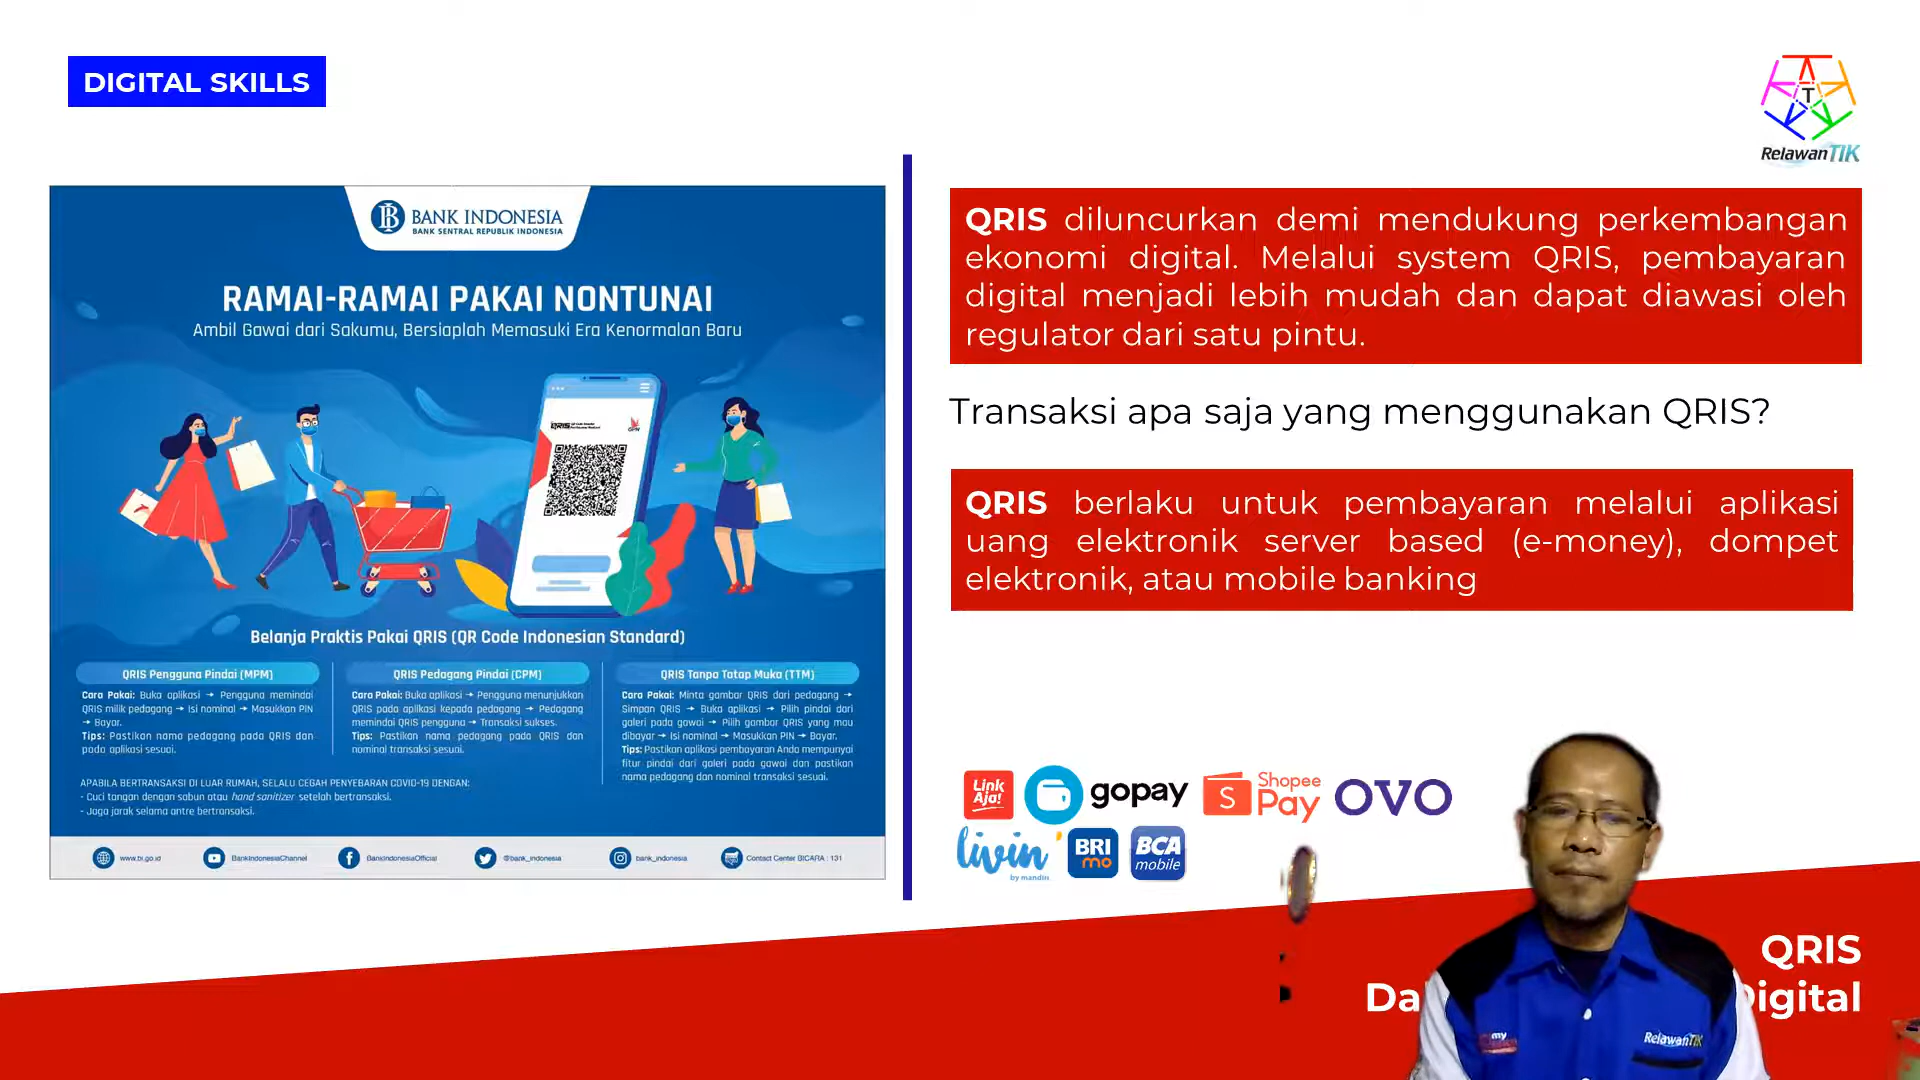 DIGITAL SKILLS
T
RelawanTIK
BANK INDONESIA
BANK SENTRAL REPUBLIK INDONESIA
RAMAI-RAMAI PAKAI NONTUNAI
Ambil Gawai dari Sakumu, Bersiaplah Memasuki Era Kenormalan Baru
QRIS
GPN
Belanja Praktis Pakai QRIS (QR Code Indonesian Standard)
QRIS Pengguna Pindai (MPM)
Cara Pakai: Buka aplikasi → Pengguna memindai
QRIS milik pedagang → Isi nominal → Masukkan PIN
→ Bayar.
Tips: Pastikan nama pedagang pada QRIS dan
pada aplikasi sesuai.
QRIS Pedagang Pindai (CPM)
Cara Pakai: Buka aplikasi → Pengguna menunjukkan
QRIS pada aplikasi kepada pedagang → Pedagang
memindai QRIS pengguna → Transaksi sukses.
Tips: Pastikan nama pedagang pada QRIS dan
nominal transaksi sesuai.
QRIS Tanpa Tatap Muka (TTM)
Cara Pakai: Minta gambar QRIS dari pedagang →
Simpan QRIS → Buka aplikasi → Pilih pindai dari
galeri pada gawai → Pilih gambar QRIS yang mau
dibayar → Isi nominal → Masukkan PIN → Bayar.
Tips: Pastikan aplikasi pembayaran Anda mempunyai
fitur pindai dari galeri pada gawai dan pastikan
nama pedagang dan nominal transaksi sesuai.
APABILA BERTRANSAKSI DI LUAR RUMAH, SELALU CEGAH PENYEBARAN COVID-19 DENGAN:
- Cuci tangan dengan sabun atau hand sanitizer setelah bertransaksi.
- Jaga jarak selama antre bertransaksi.
www.bi.go.id
BankIndonesiaChannel
BankIndonesiaOfficial
@bank_indonesia
bank_indonesia
Contact Center BICARA : 131
QRIS diluncurkan demi mendukung perkembangan
ekonomi digital. Melalui system QRIS, pembayaran
digital menjadi lebih mudah dan dapat diawasi oleh
regulator dari satu pintu.
Transaksi apa saja yang menggunakan QRIS?
QRIS berlaku untuk pembayaran melalui aplikasi
uang elektronik server based (e-money), dompet
elektronik, atau mobile banking
Link
Aja!
gopay
S
Shopee
Pay
OVO
livin'
by mandiri
BRI
mo
BCA
mobile
QRIS
Da
igital
my
RelawanTIK